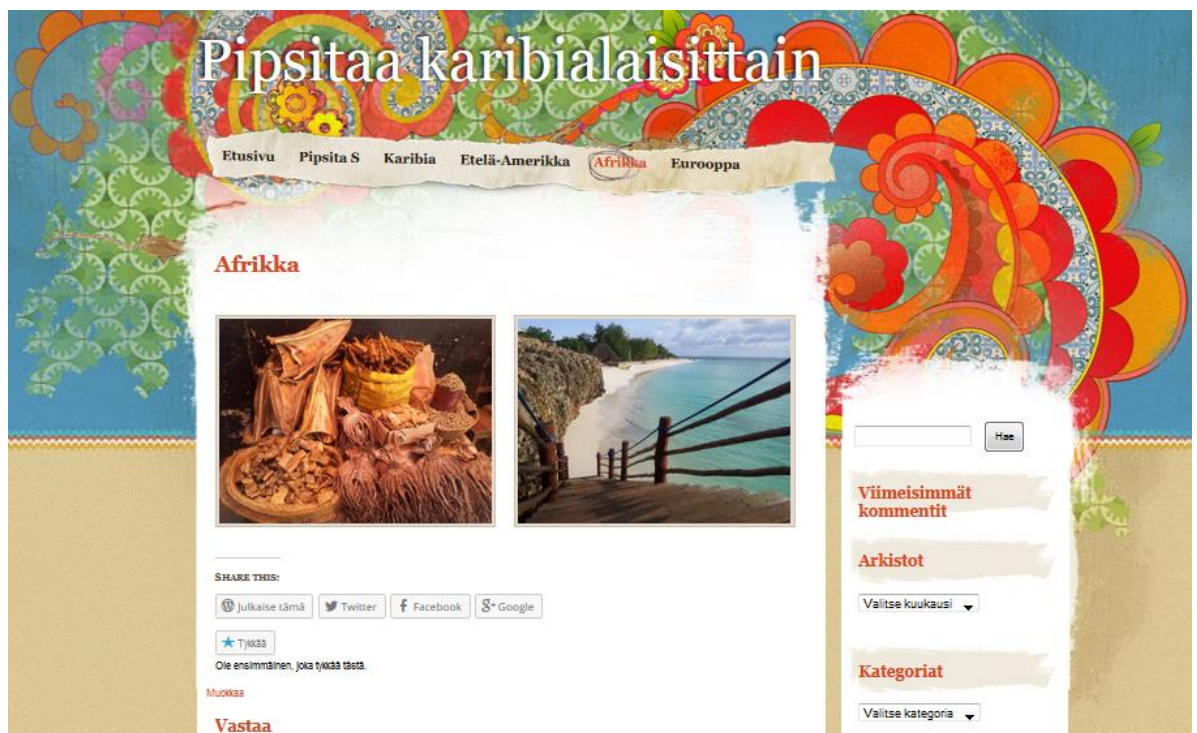 Pipsitaa karibialaisittain
Etusivu Pipsita S Karibia Etelä-Amerikka Afrikka Eurooppa
Afrikka
SHARE THIS:
Julkaise tämä Twitter Facebook Google
Tykkää
Ole ensimmäinen, joka tykkää tästä.
Muokkaa
Vastaa
Hae
Viimeisimmät
kommentit
Arkistot
Valitse kuukausi
Kategoriat
Valitse kategoria